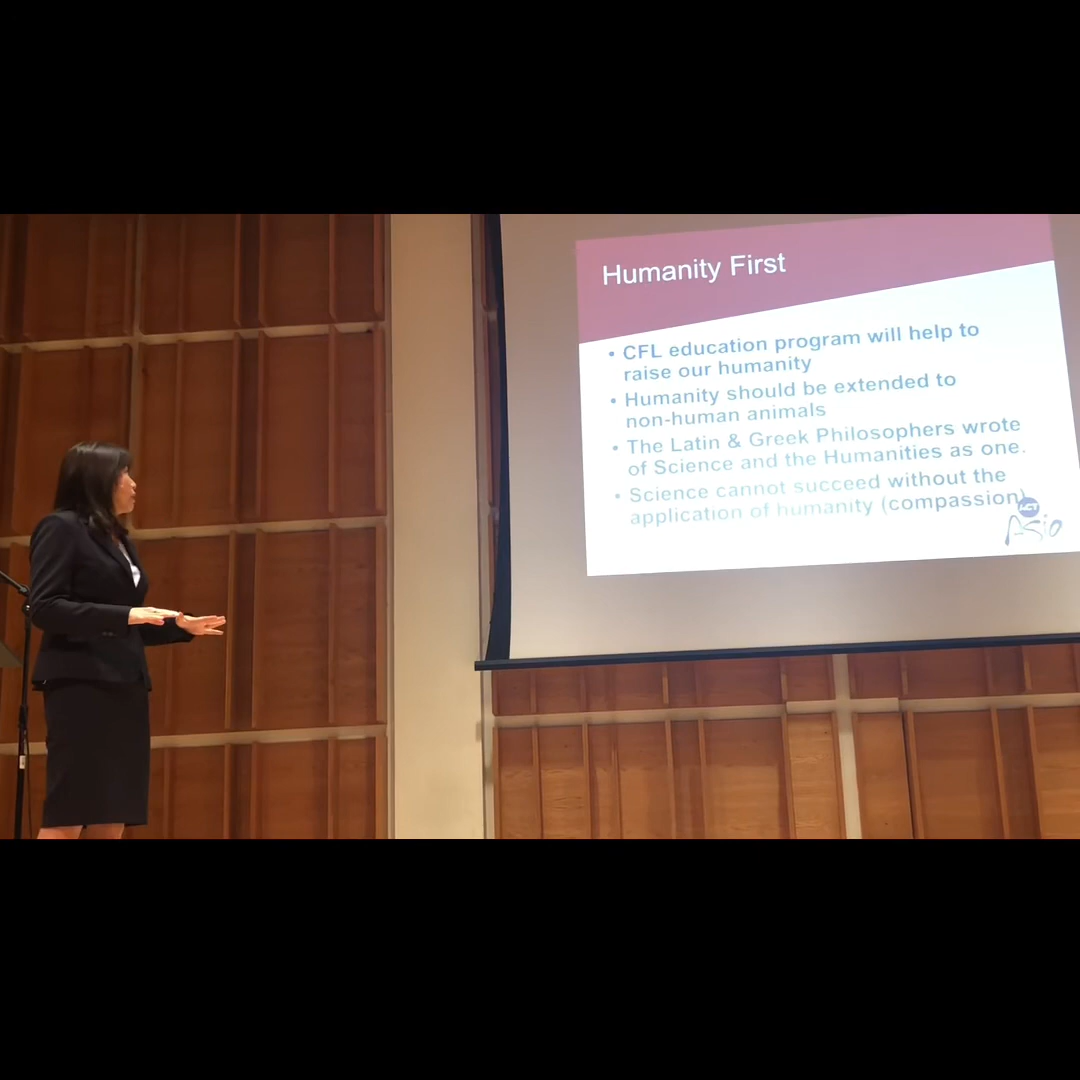 Humanity First
• CFL education program will help to
raise our humanity
• Humanity should be extended to
non-human animals
• The Latin & Greek Philosophers wrote
of Science and the Humanities as one.
• Science cannot succeed without the
application of humanity (compassion)
LCT
Asia